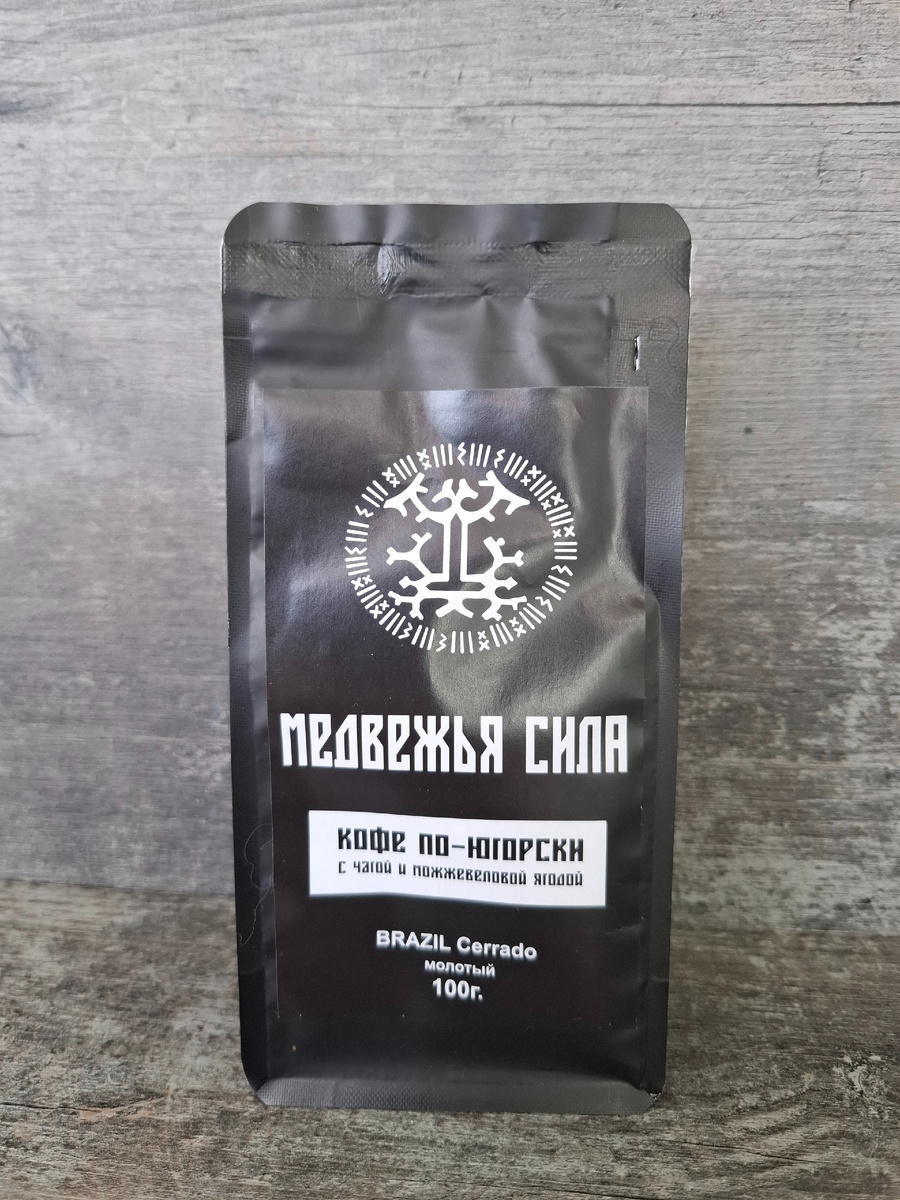 МЕДВЕЖЬЯ СИЛА
КОФЕ ПО-ЮГОРСКИ
С ЧАГОЙ И МОЖЖЕВЕЛОВОЙ ЯГОДОЙ
BRAZIL Cerrado
молотый
100г.